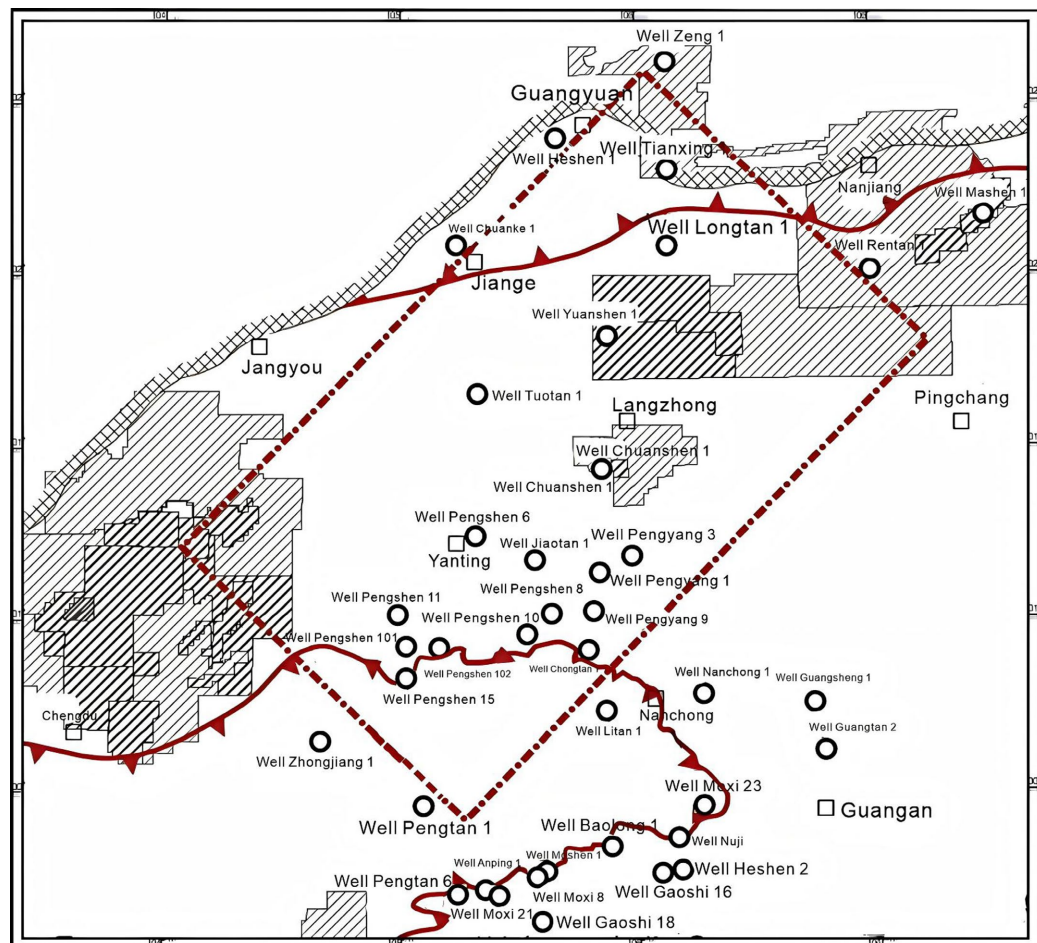 Well Zeng 1
Guangyuan
Well Heshen 1
Well Tianxing 1
Nanjiang
Well Mashen 1
Well Chuanke 1
Well Longtan 1
Well Rentan 1
Jiange
Well Yuanshen 1
Jangyou
Well Tuotan 1
Langzhong
Pingchang
Well Chuanshen 1
Well Chuanshen 1
Well Pengshen 6
Well Pengyang 3
Yanting
Well Jiaotan 1
Well Pengshen 8
Well Pengyang 1
Well Pengshen 11
Well Pengshen 10
Well Pengyang 9
Well Pengshen 101
Well Pengshen 102
Well Chongtan 1
Well Nanchong 1
Well Guangsheng 1
Well Pengshen 15
Nanchong
Chengdu
Well Litan 1
Well Guangtan 2
Well Zhongjiang 1
Well Moxi 23
Guangan
Well Pengtan 1
Well Baolong 1
Well Nuji
Well Anping 1
Well Moshen 1
Well Heshen 2
Well Pengtan 6
Well Gaoshi 16
Well Moxi 8
Well Moxi 21
Well Gaoshi 18